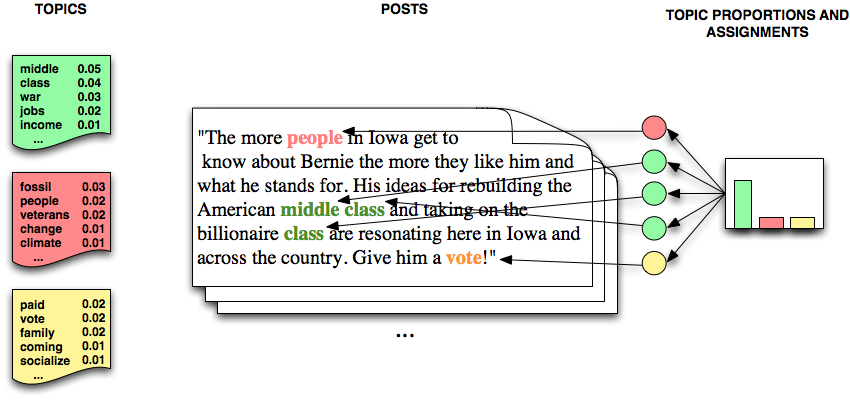 TOPICS
POSTS
TOPIC PROPORTIONS AND
ASSIGNMENTS
middle 0.05
class 0.04
war 0.03
jobs 0.02
income 0.01
...
fossil 0.03
people 0.02
veterans 0.02
change 0.01
climate 0.01
...
paid 0.02
vote 0.02
family 0.02
coming 0.01
socialize 0.01
...
"The more people in Iowa get to
know about Bernie the more they like him and
what he stands for. His ideas for rebuilding the
American middle class and taking on the
billionaire class are resonating here in Iowa and
across the country. Give him a vote!"
...